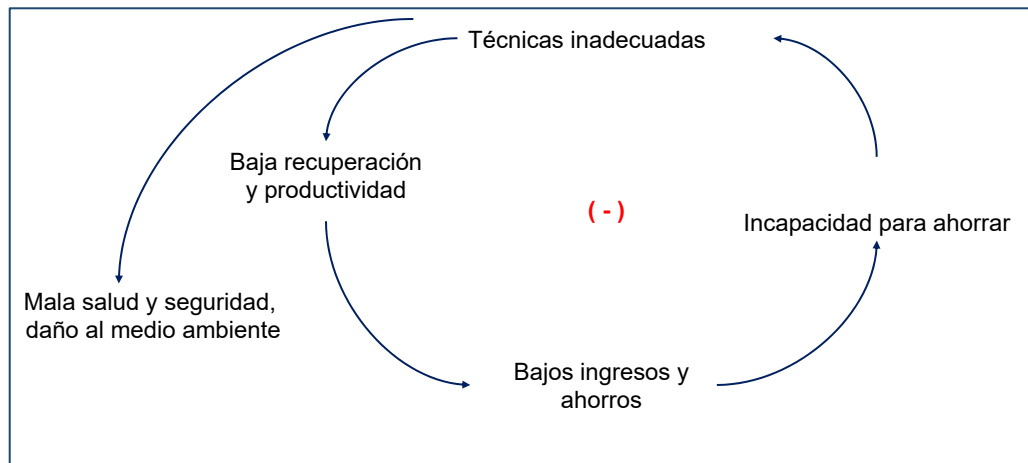 Técnicas inadecuadas
Baja recuperación
y productividad
( - )
Incapacidad para ahorrar
Mala salud y seguridad,
daño al medio ambiente
Bajos ingresos y
ahorros